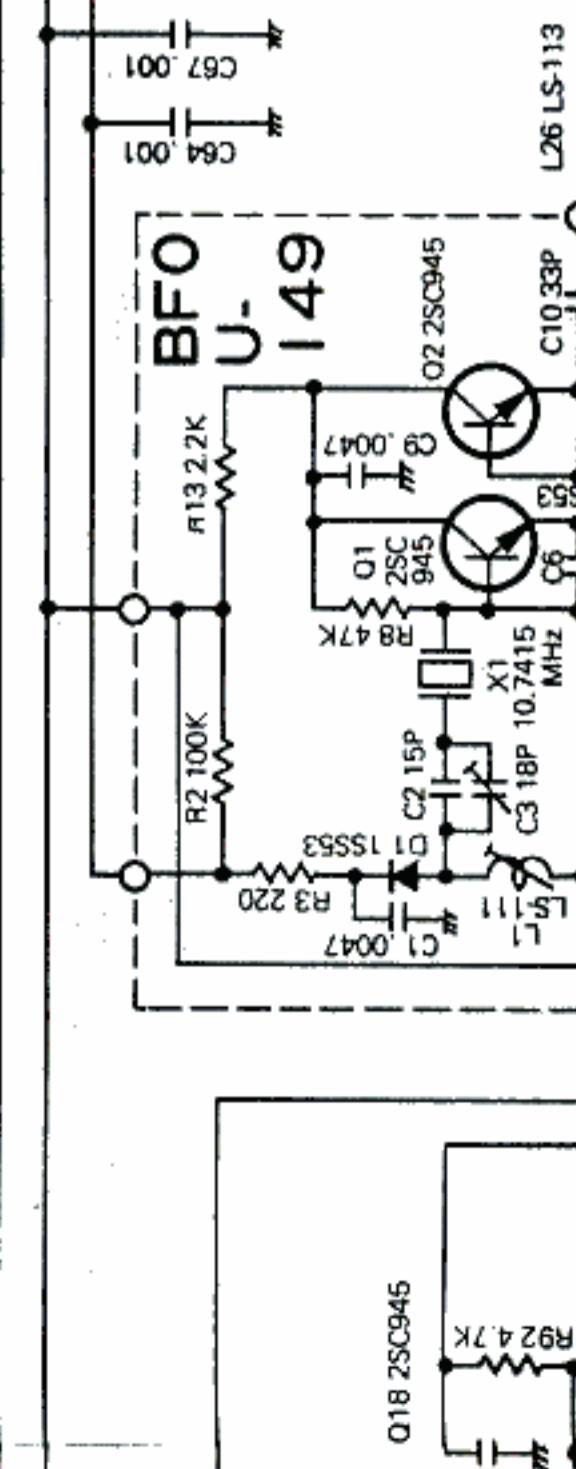 C67 .001
C64 .001
L26 LS-113
BFO
U-
149
Q2 2SC945
C10 33P
R13 2.2K
C9 .0047
Q1
2SC
945
C6
R8 47K
X1
10.7415
MHz
R2 100K
C2 15P
C3 18P
D1 1SS53
R3 220
C1 .0047
LS-111
L1
Q18 2SC945
R92 4.7K